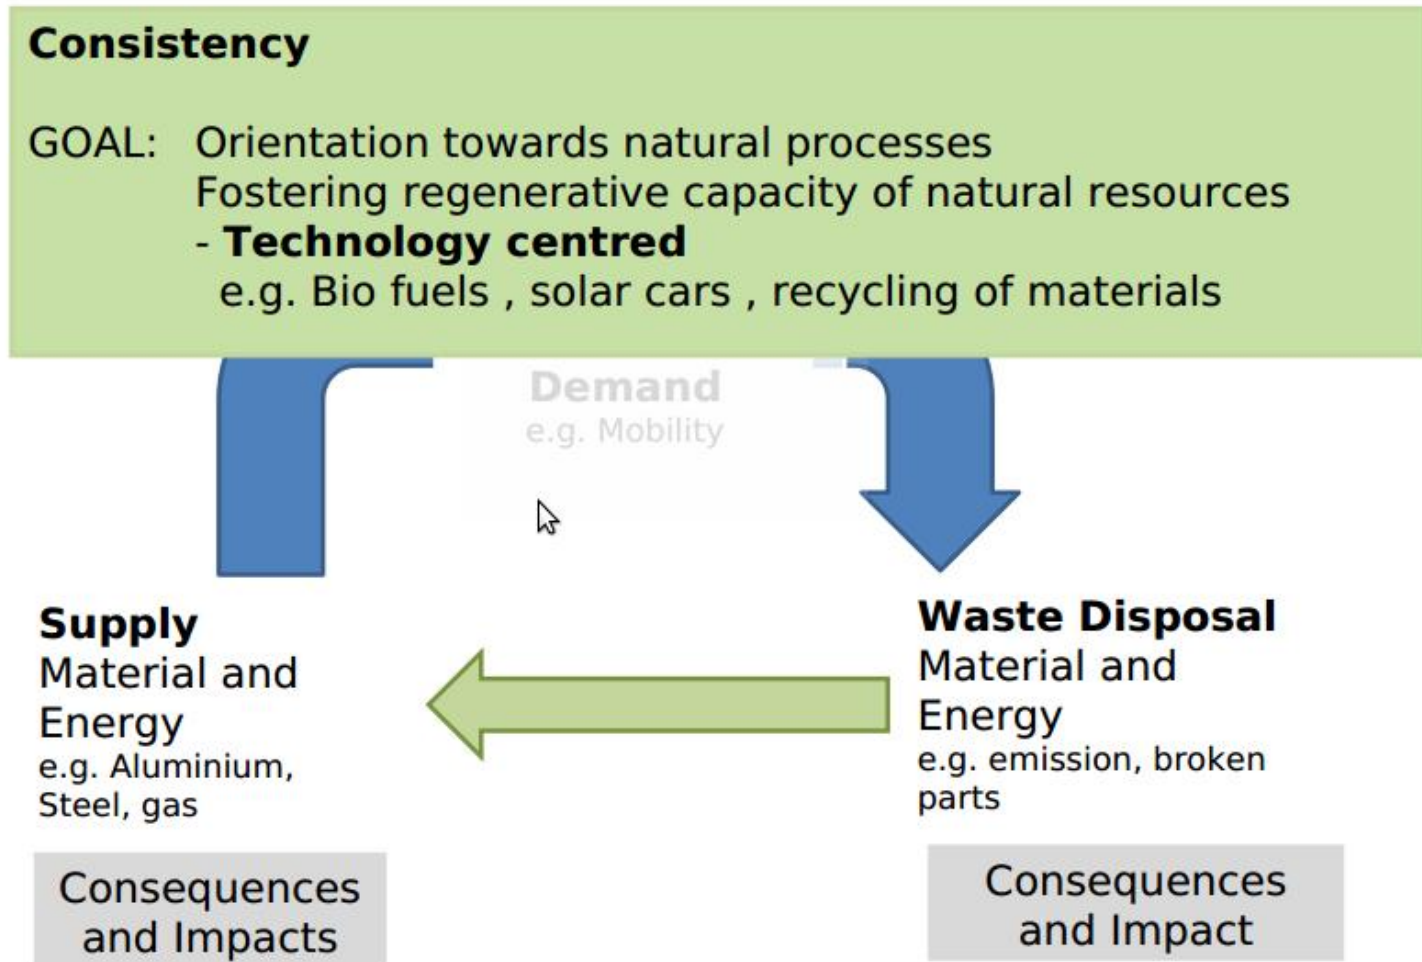 Consistency
GOAL: Orientation towards natural processes
Fostering regenerative capacity of natural resources
- Technology centred
e.g. Bio fuels , solar cars , recycling of materials
Demand
e.g. Mobility
Supply
Material and
Energy
e.g. Aluminium,
Steel, gas
Waste Disposal
Material and
Energy
e.g. emission, broken
parts
Consequences
and Impacts
Consequences
and Impact